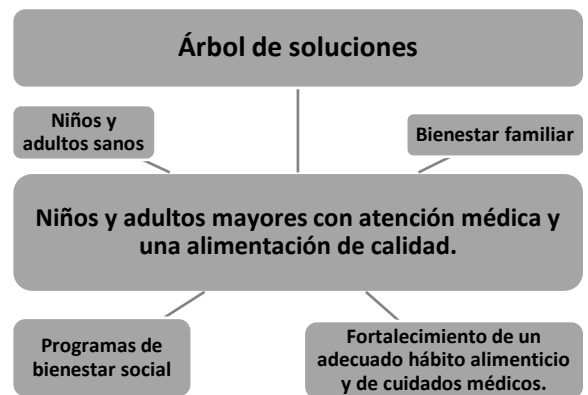 Árbol de soluciones
Niños y
adultos sanos
Bienestar familiar
Niños y adultos mayores con atención médica y
una alimentación de calidad.
Programas de
bienestar social
Fortalecimiento de un
adecuado hábito alimenticio
y de cuidados médicos.